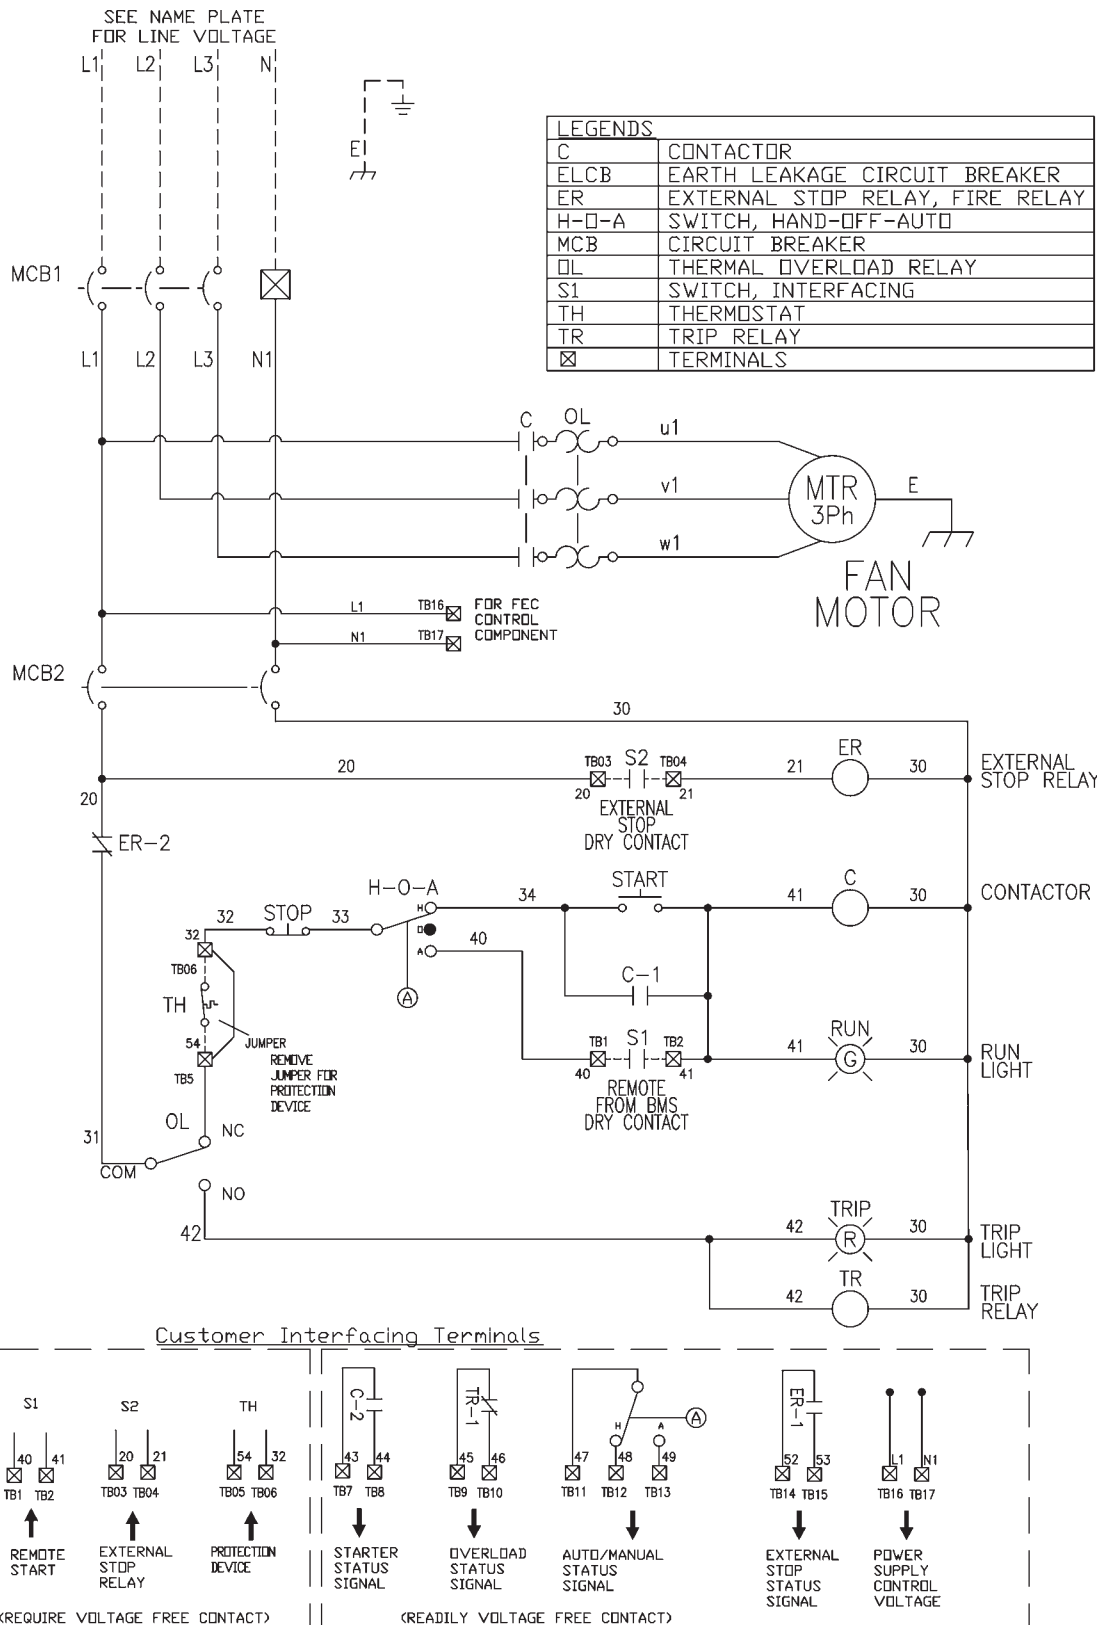 SEE NAME PLATE
FOR LINE VOLTAGE
L1 L2 L3 N
E
LEGENDS
C CONTACTOR
ELCB EARTH LEAKAGE CIRCUIT BREAKER
ER EXTERNAL STOP RELAY, FIRE RELAY
H-O-A SWITCH, HAND-OFF-AUTO
MCB CIRCUIT BREAKER
OL THERMAL OVERLOAD RELAY
S1 SWITCH, INTERFACING
TH THERMOSTAT
TR TRIP RELAY
TERMINALS
MCB1
L1 L2 L3 N1
C OL
u1
v1
w1
MTR
3Ph
E
FAN
MOTOR
L1 TB16
N1 TB17
FOR FEC
CONTROL
COMPONENT
MCB2
30
20 TB03 S2 TB04 21 ER 30
20 21
EXTERNAL
STOP
DRY CONTACT
EXTERNAL
STOP RELAY
20
ER-2
H-O-A
32 STOP 33 H 34 START 41 C 30
CONTACTOR
O
A 40
A
C-1
32
TB06
TH
54
TB5
JUMPER
REMOVE
JUMPER FOR
PROTECTION
DEVICE
TB1 S1 TB2
40 41
REMOTE
FROM BMS
DRY CONTACT
41 RUN 30
G
RUN
LIGHT
OL NC
31
COM
NO
42
42 TRIP 30
R
TRIP
LIGHT
42 TR 30
TRIP
RELAY
Customer Interfacing Terminals
S1
40 41
TB1 TB2
REMOTE
START
S2
20 21
TB03 TB04
EXTERNAL
STOP
RELAY
TH
54 32
TB05 TB06
PROTECTION
DEVICE
(REQUIRE VOLTAGE FREE CONTACT)
C-2
43 44
TB7 TB8
STARTER
STATUS
SIGNAL
TR-1
45 46
TB9 TB10
OVERLOAD
STATUS
SIGNAL
H A
A
47 48 49
TB11 TB12 TB13
AUTO/MANUAL
STATUS
SIGNAL
ER-1
52 53
TB14 TB15
EXTERNAL
STOP
STATUS
SIGNAL
L1 N1
TB16 TB17
POWER
SUPPLY
CONTROL
VOLTAGE
(READILY VOLTAGE FREE CONTACT)